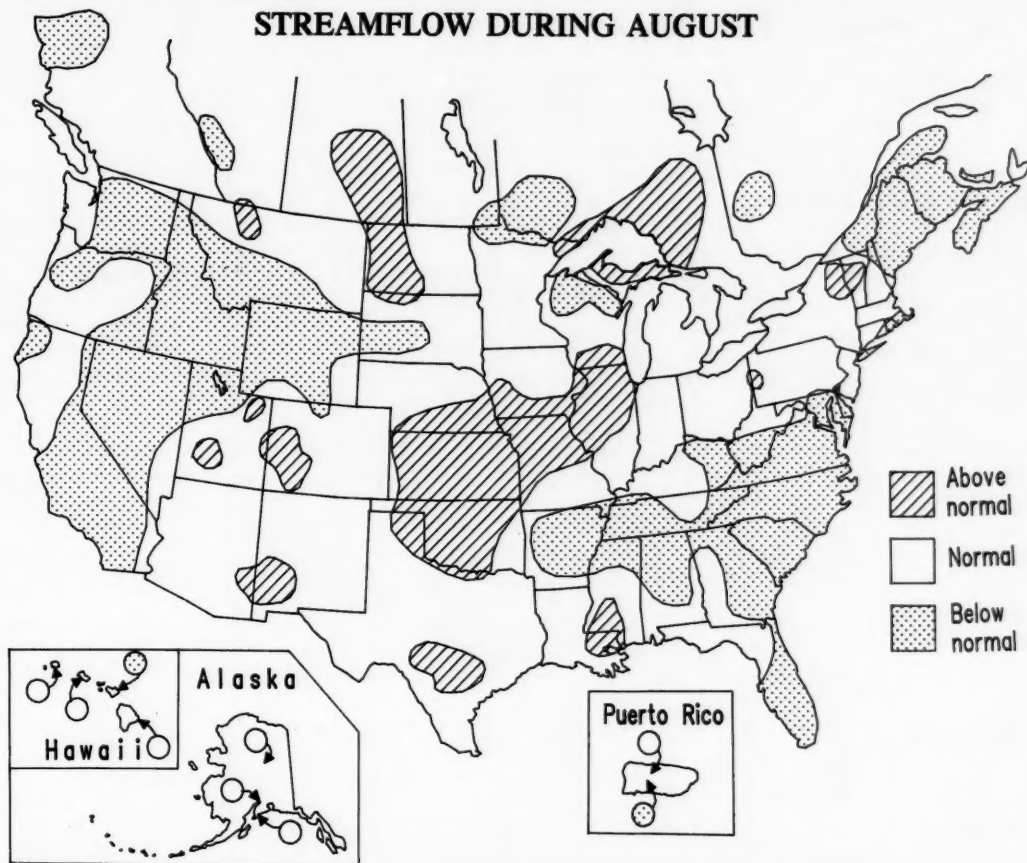 STREAMFLOW DURING AUGUST
Above
normal
Normal
Below
normal
Alaska
Hawaii
Puerto Rico